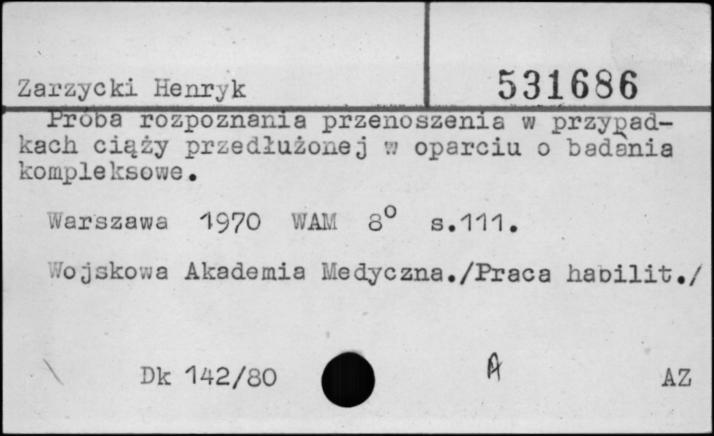 Zarzycki Henryk
531686
Próba rozpoznania przenoszenia w przypad-
kach ciąży przedłużonej w oparciu o badania
kompleksowe.
Warszawa 1970 WAM 8° s.111.
Wojskowa Akademia Medyczna./Praca habilit./
Dk 142/80
A
AZ